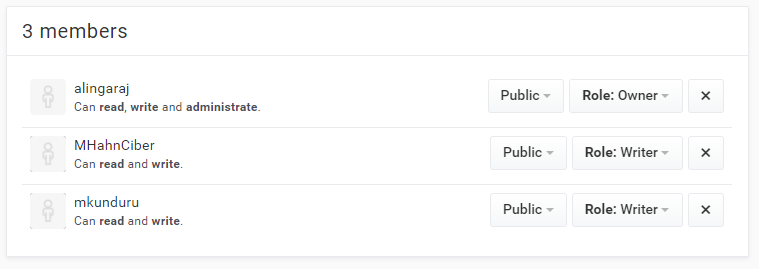 3 members
alingaraj
Can read, write and administrate.
Public
Role: Owner
×
MHahnCiber
Can read and write.
Public
Role: Writer
×
mkunduru
Can read and write.
Public
Role: Writer
×